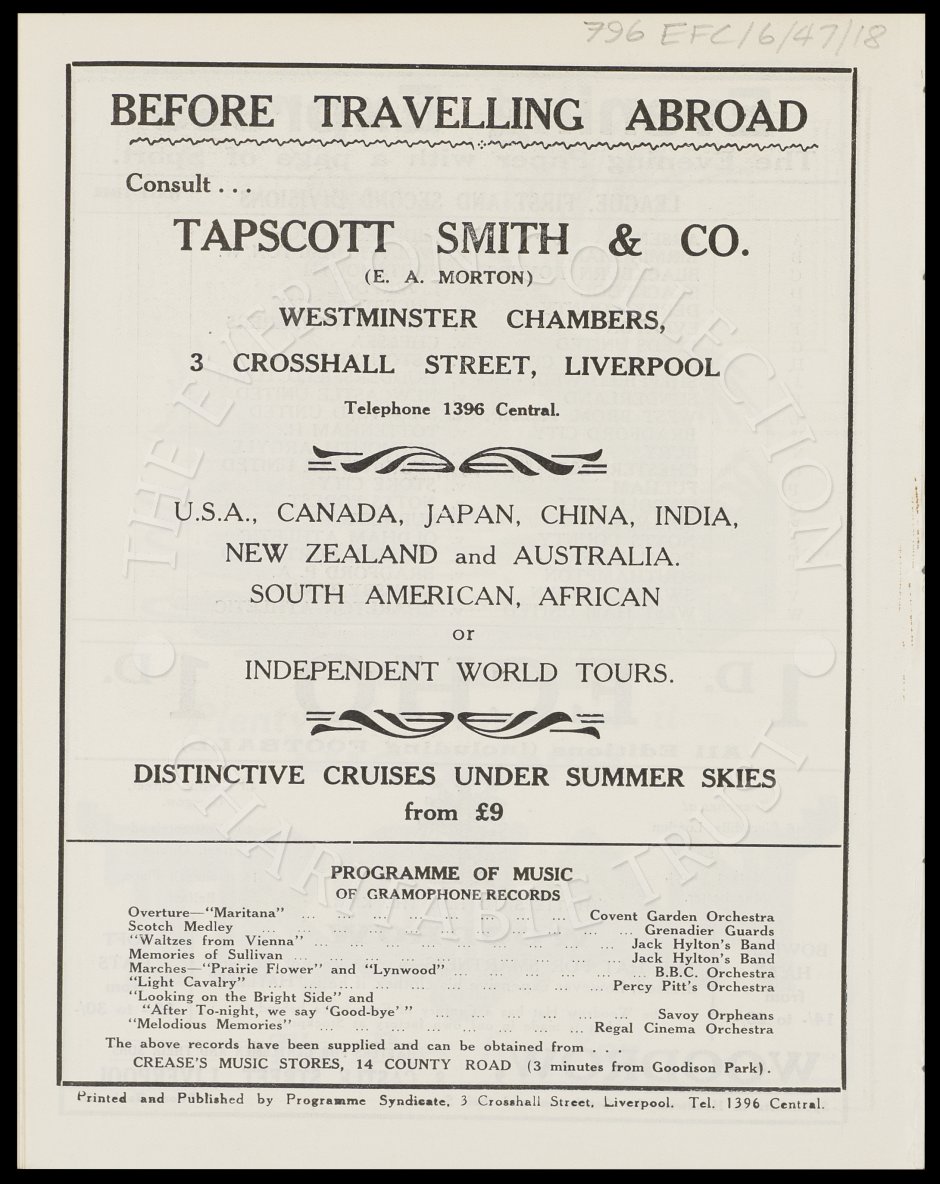 796 EFC/6/47/18
BEFORE TRAVELLING ABROAD
Consult . . .
TAPSCOTT SMITH & CO.
(E. A. MORTON)
WESTMINSTER CHAMBERS,
3 CROSSHALL STREET, LIVERPOOL
Telephone 1396 Central.
U.S.A., CANADA, JAPAN, CHINA, INDIA,
NEW ZEALAND and AUSTRALIA.
SOUTH AMERICAN, AFRICAN
or
INDEPENDENT WORLD TOURS.
DISTINCTIVE CRUISES UNDER SUMMER SKIES
from £9
PROGRAMME OF MUSIC
OF GRAMOPHONE RECORDS
Overture—"Maritana" ... ... ... ... ... ... ... ... Covent Garden Orchestra
Scotch Medley ... ... ... ... ... ... ... ... ... ... Grenadier Guards
"Waltzes from Vienna" ... ... ... ... ... ... ... ... ... Jack Hylton's Band
Memories of Sullivan ... ... ... ... ... ... ... ... ... Jack Hylton's Band
Marches—"Prairie Flower" and "Lynwood" ... ... ... ... ... ... B.B.C. Orchestra
"Light Cavalry" ... ... ... ... ... ... ... ... ... ... Percy Pitt's Orchestra
"Looking on the Bright Side" and
"After To-night, we say 'Good-bye' " ... ... ... ... ... ... Savoy Orpheans
"Melodious Memories" ... ... ... ... ... ... ... ... Regal Cinema Orchestra
The above records have been supplied and can be obtained from . . .
CREASE'S MUSIC STORES, 14 COUNTY ROAD (3 minutes from Goodison Park).
Printed and Published by Programme Syndicate, 3 Crosshall Street, Liverpool. Tel. 1396 Central.
THE EVERTON COLLECTION
CHARITABLE TRUST